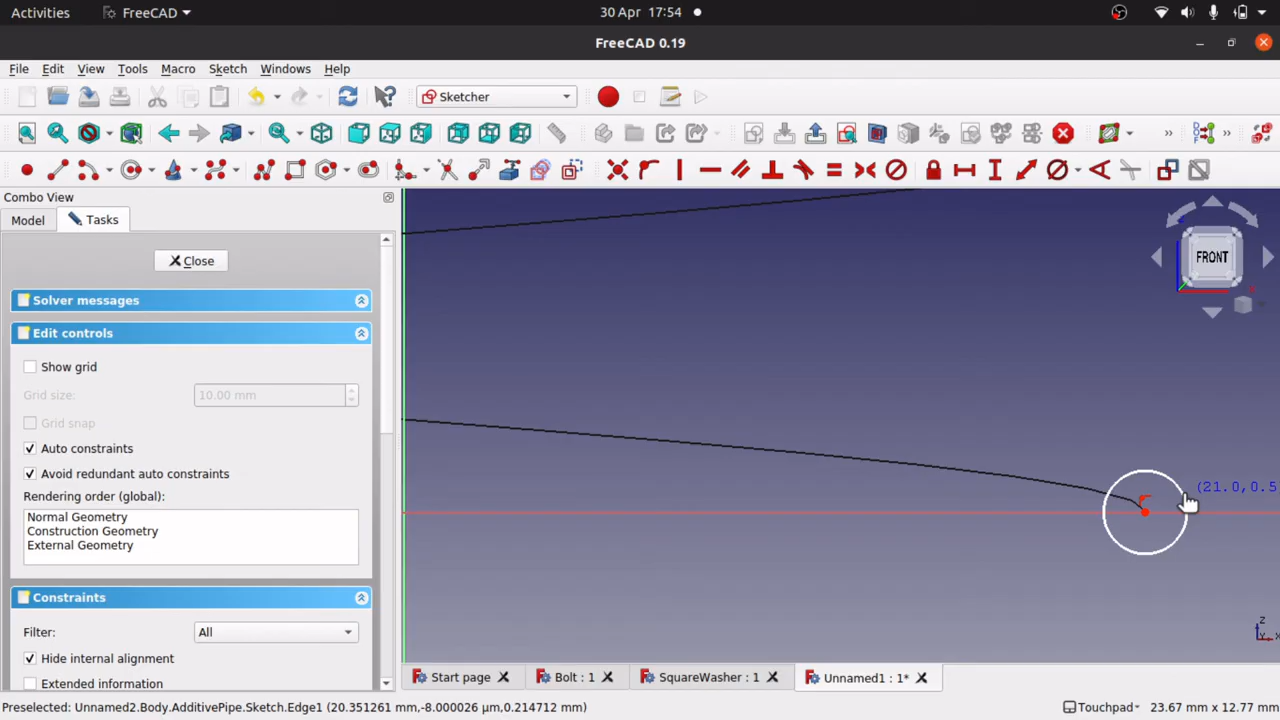 Activities FreeCAD 30 Apr 17:54
FreeCAD 0.19
File Edit View Tools Macro Sketch Windows Help
Sketcher
Combo View
Model Tasks
Close
Solver messages
Edit controls
Show grid
Grid size: 10.00 mm
Grid snap
Auto constraints
Avoid redundant auto constraints
Rendering order (global):
Normal Geometry
Construction Geometry
External Geometry
Constraints
Filter: All
Hide internal alignment
Extended information
FRONT
(21.0,0.5
Z
Y X
Start page Bolt : 1 SquareWasher : 1 Unnamed1 : 1*
Preselected: Unnamed2.Body.AdditivePipe.Sketch.Edge1 (20.351261 mm,-8.000026 µm,0.214712 mm) Touchpad 23.67 mm x 12.77 mm